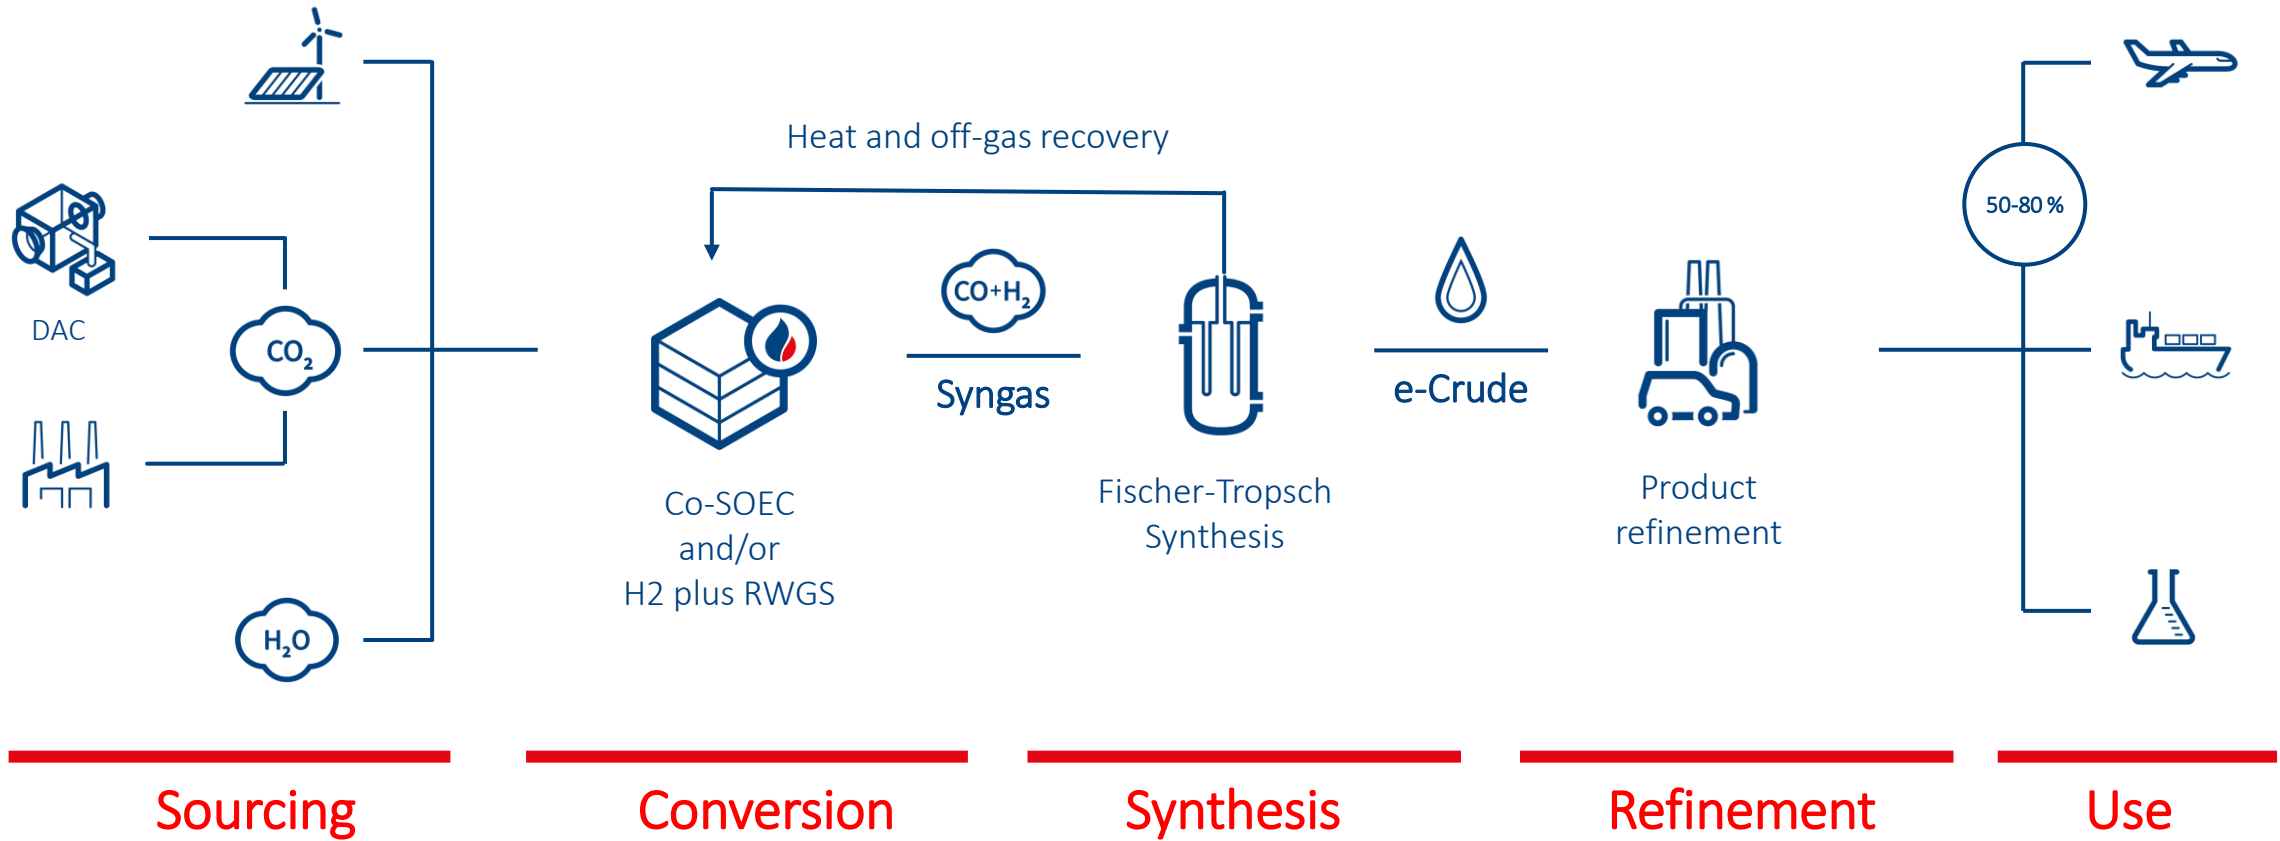 Heat and off-gas recovery
50-80 %
DAC
CO₂
CO+H₂
Syngas
e-Crude
Co-SOEC
and/or
H2 plus RWGS
Fischer-Tropsch
Synthesis
Product
refinement
H₂O
Sourcing
Conversion
Synthesis
Refinement
Use